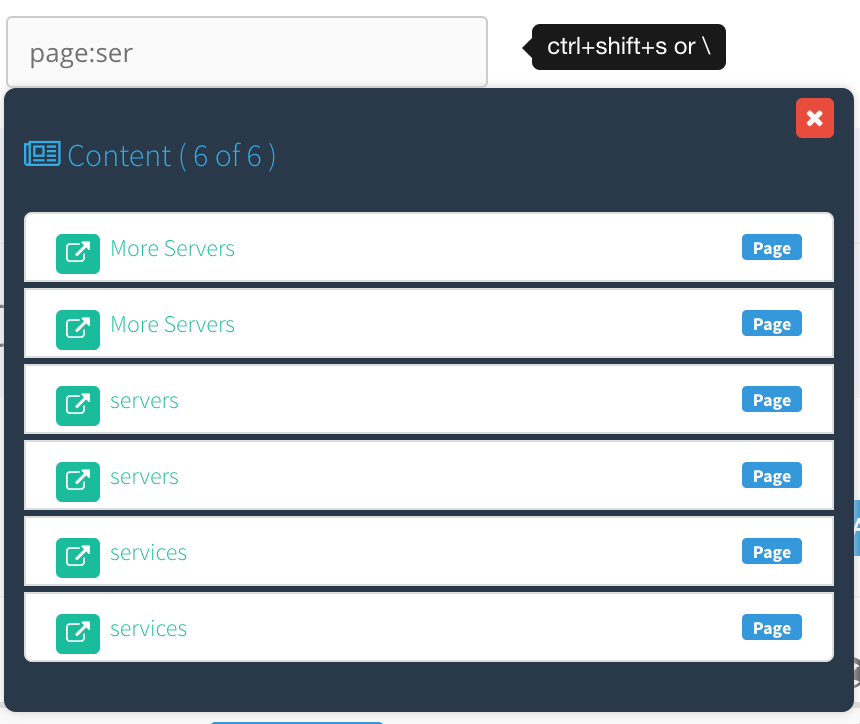 page:ser
ctrl+shift+s or \
Content ( 6 of 6 )
More Servers Page
More Servers Page
servers Page
servers Page
services Page
services Page